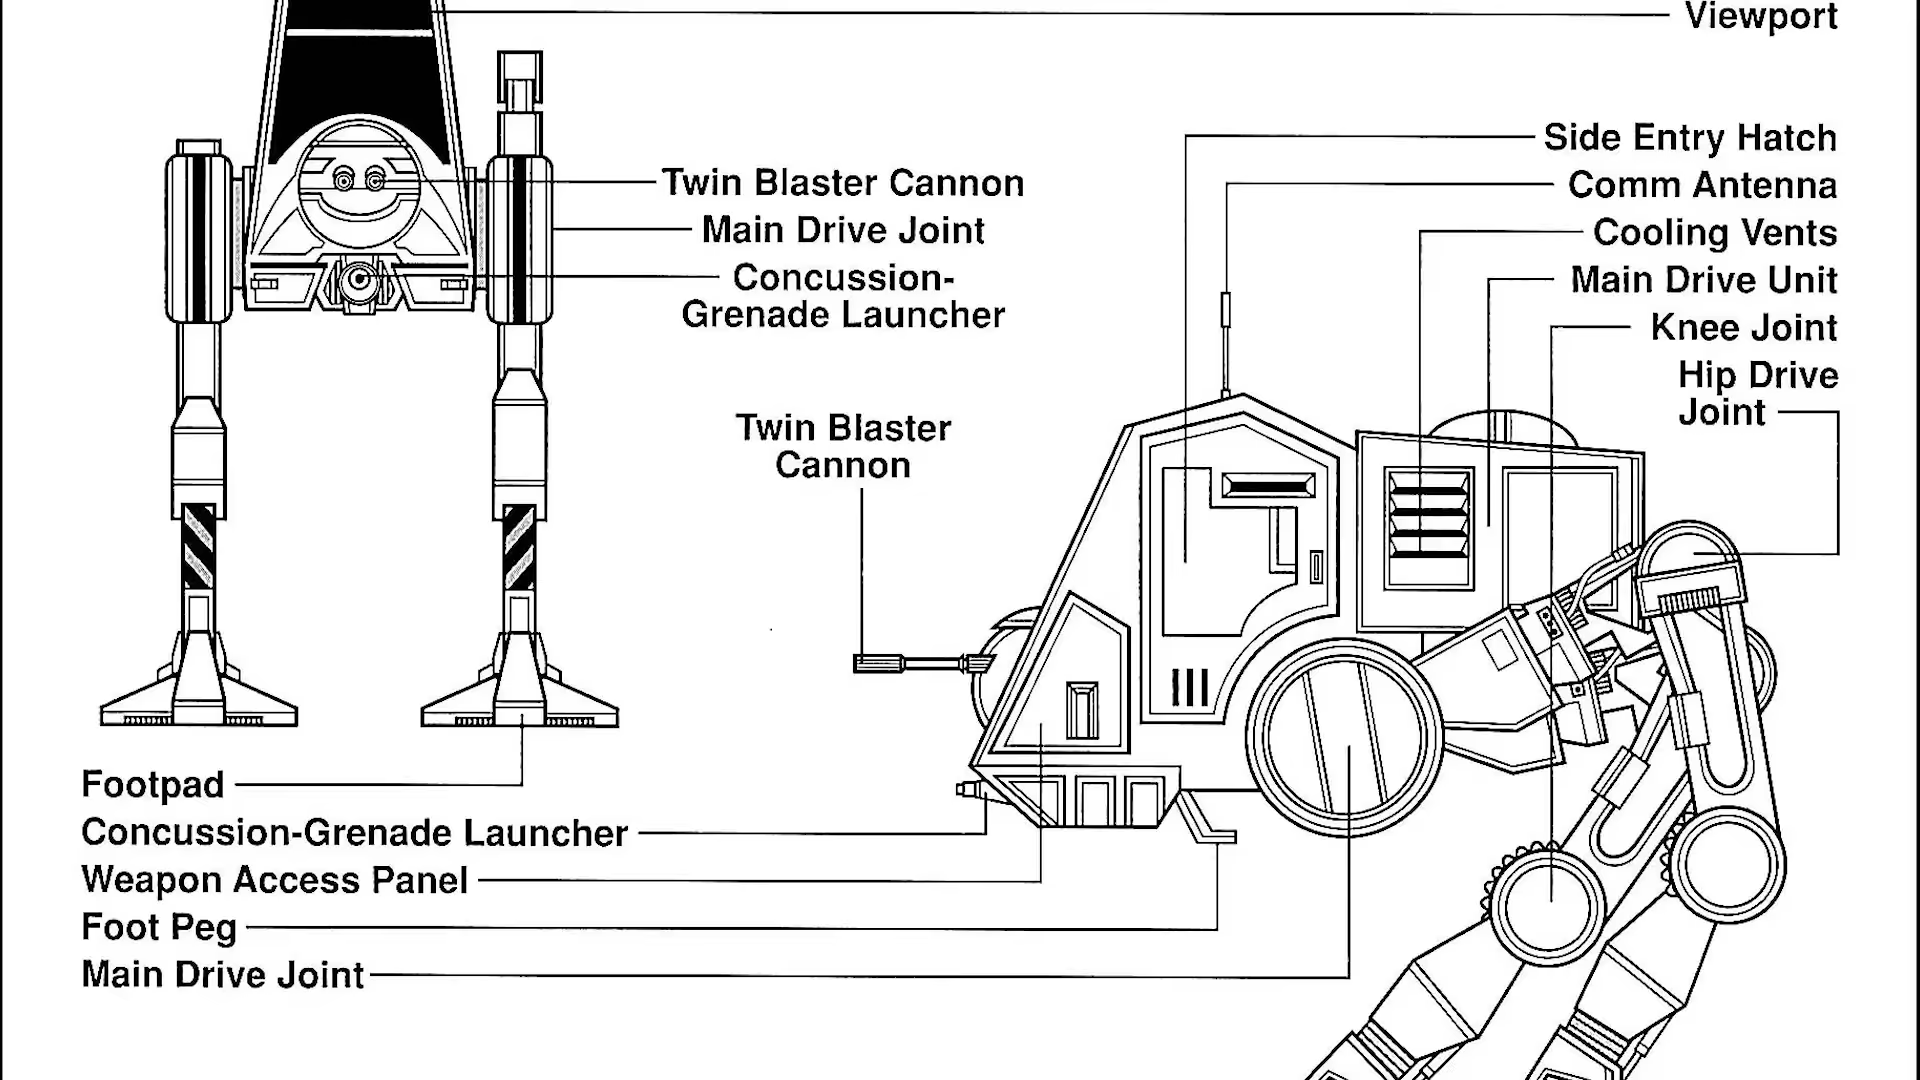 Viewport
Twin Blaster Cannon
Main Drive Joint
Concussion-
Grenade Launcher
Side Entry Hatch
Comm Antenna
Cooling Vents
Main Drive Unit
Knee Joint
Hip Drive
Joint
Twin Blaster
Cannon
Footpad
Concussion-Grenade Launcher
Weapon Access Panel
Foot Peg
Main Drive Joint